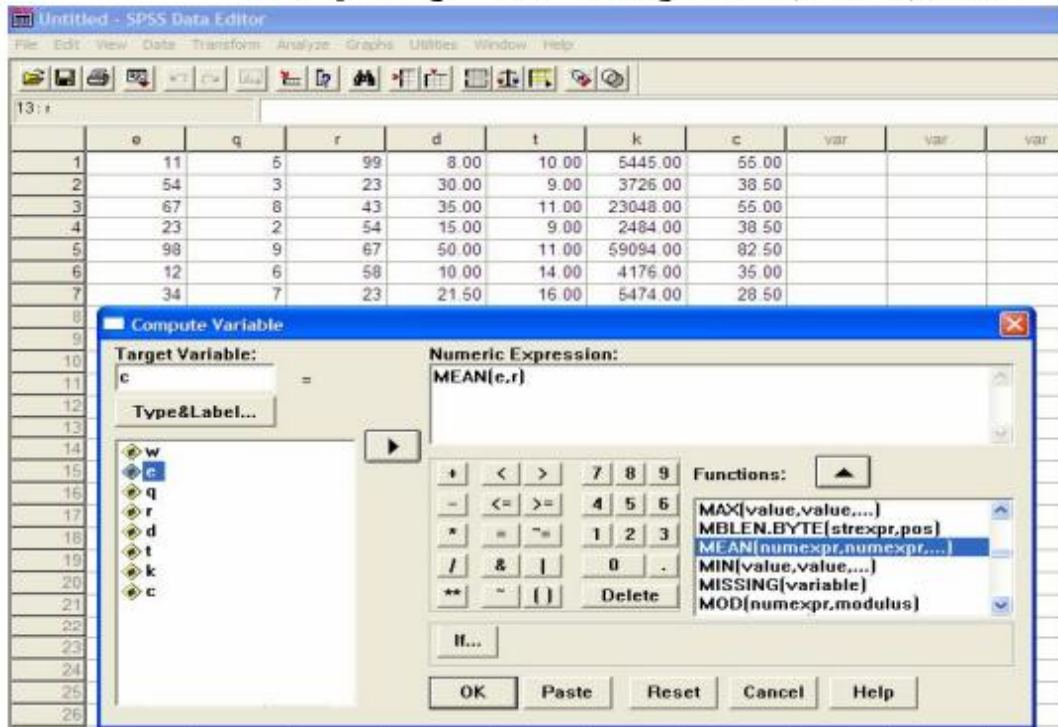 Untitled - SPSS Data Editor
File Edit View Data Transform Analyze Graphs Utilities Window Help
13 : r
e q r d t k c var var var
1 11 5 99 8.00 10.00 5445.00 55.00
2 54 3 23 30.00 9.00 3726.00 38.50
3 67 8 43 35.00 11.00 23048.00 55.00
4 23 2 54 15.00 9.00 2484.00 38.50
5 98 9 67 50.00 11.00 59094.00 82.50
6 12 6 58 10.00 14.00 4176.00 35.00
7 34 7 23 21.50 16.00 5474.00 28.50
8
9
10
11
12
13
14
15
16
17
18
19
20
21
22
23
24
25
26
Compute Variable
Target Variable:
c
=
Type&Label...
w
e
q
r
d
t
k
c
Numeric Expression:
MEAN(e,r)
+ < > 7 8 9
- <= >= 4 5 6
* = ~= 1 2 3
/ & | 0 .
** ~ ( ) Delete
Functions:
MAX(value,value,...)
MBLEN.BYTE(strexpr,pos)
MEAN(numexpr,numexpr,...)
MIN(value,value,...)
MISSING(variable)
MOD(numexpr,modulus)
If...
OK Paste Reset Cancel Help